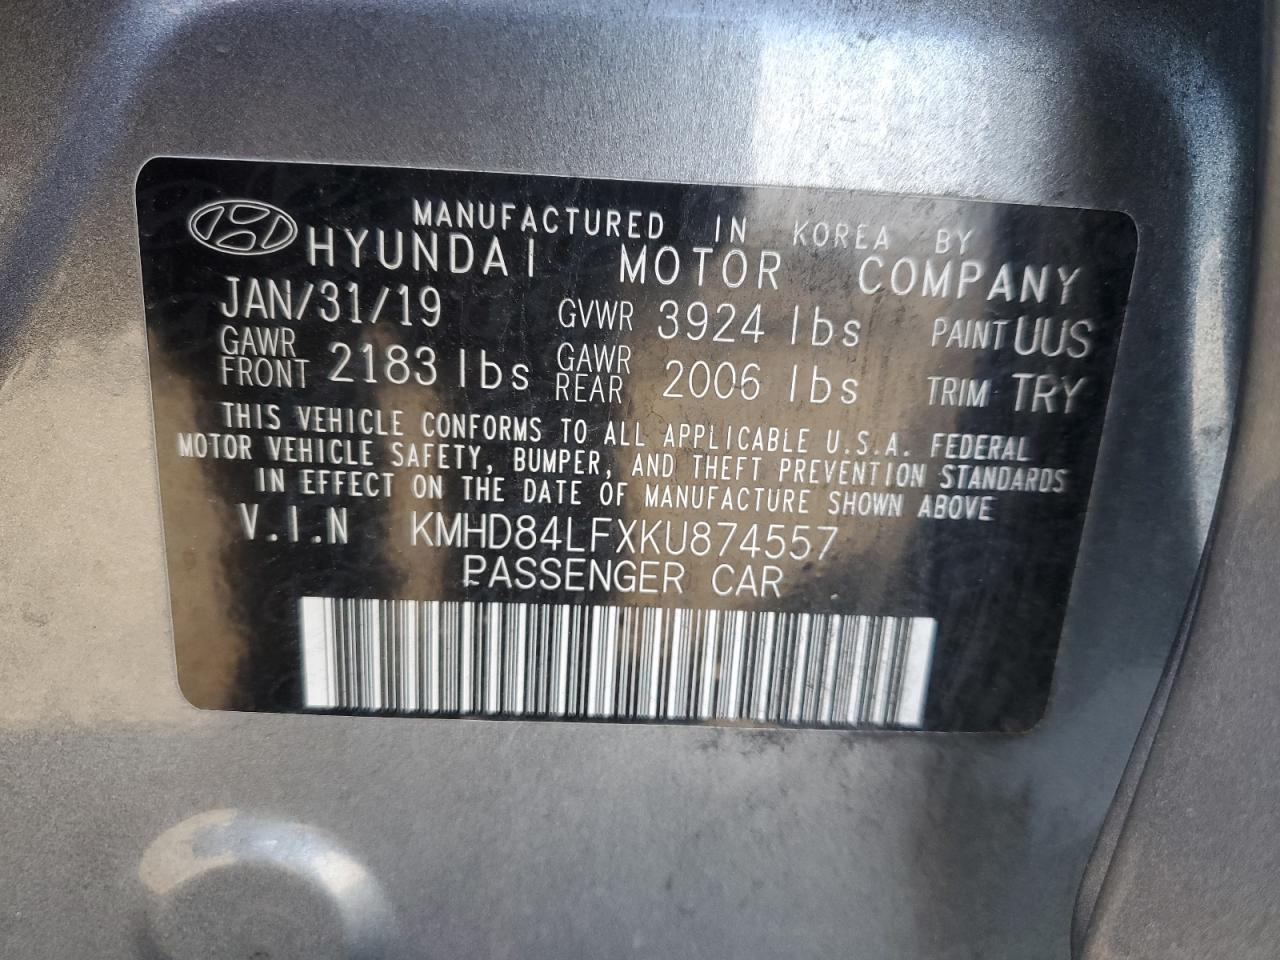 MANUFACTURED IN KOREA BY
HYUNDAI MOTOR COMPANY
JAN/31/19 GVWR 3924 lbs PAINT UUS
GAWR FRONT 2183 lbs GAWR REAR 2006 lbs TRIM TRY
THIS VEHICLE CONFORMS TO ALL APPLICABLE U.S.A. FEDERAL
MOTOR VEHICLE SAFETY, BUMPER, AND THEFT PREVENTION STANDARDS
IN EFFECT ON THE DATE OF MANUFACTURE SHOWN ABOVE
V.I.N KMHD84LFXKU874557
PASSENGER CAR